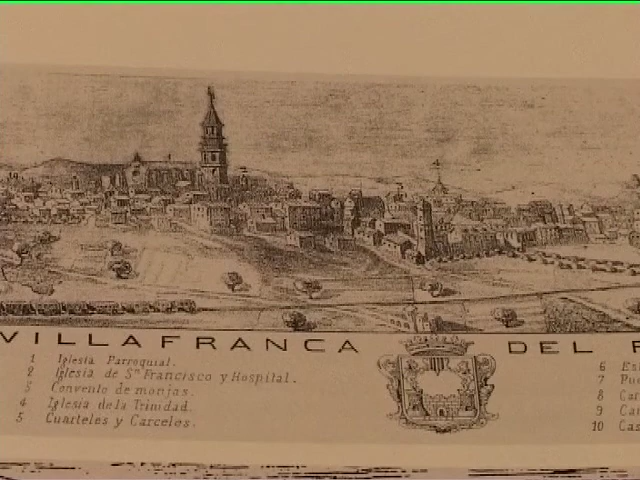 VILLAFRANCA DEL
1 Iglesia Parroquial.
2 Iglesia de Sn Francisco y Hospital.
3 Convento de monjas.
4 Iglesia de la Trinidad.
5 Cuarteles y Carceles.
6
7
8
9
10